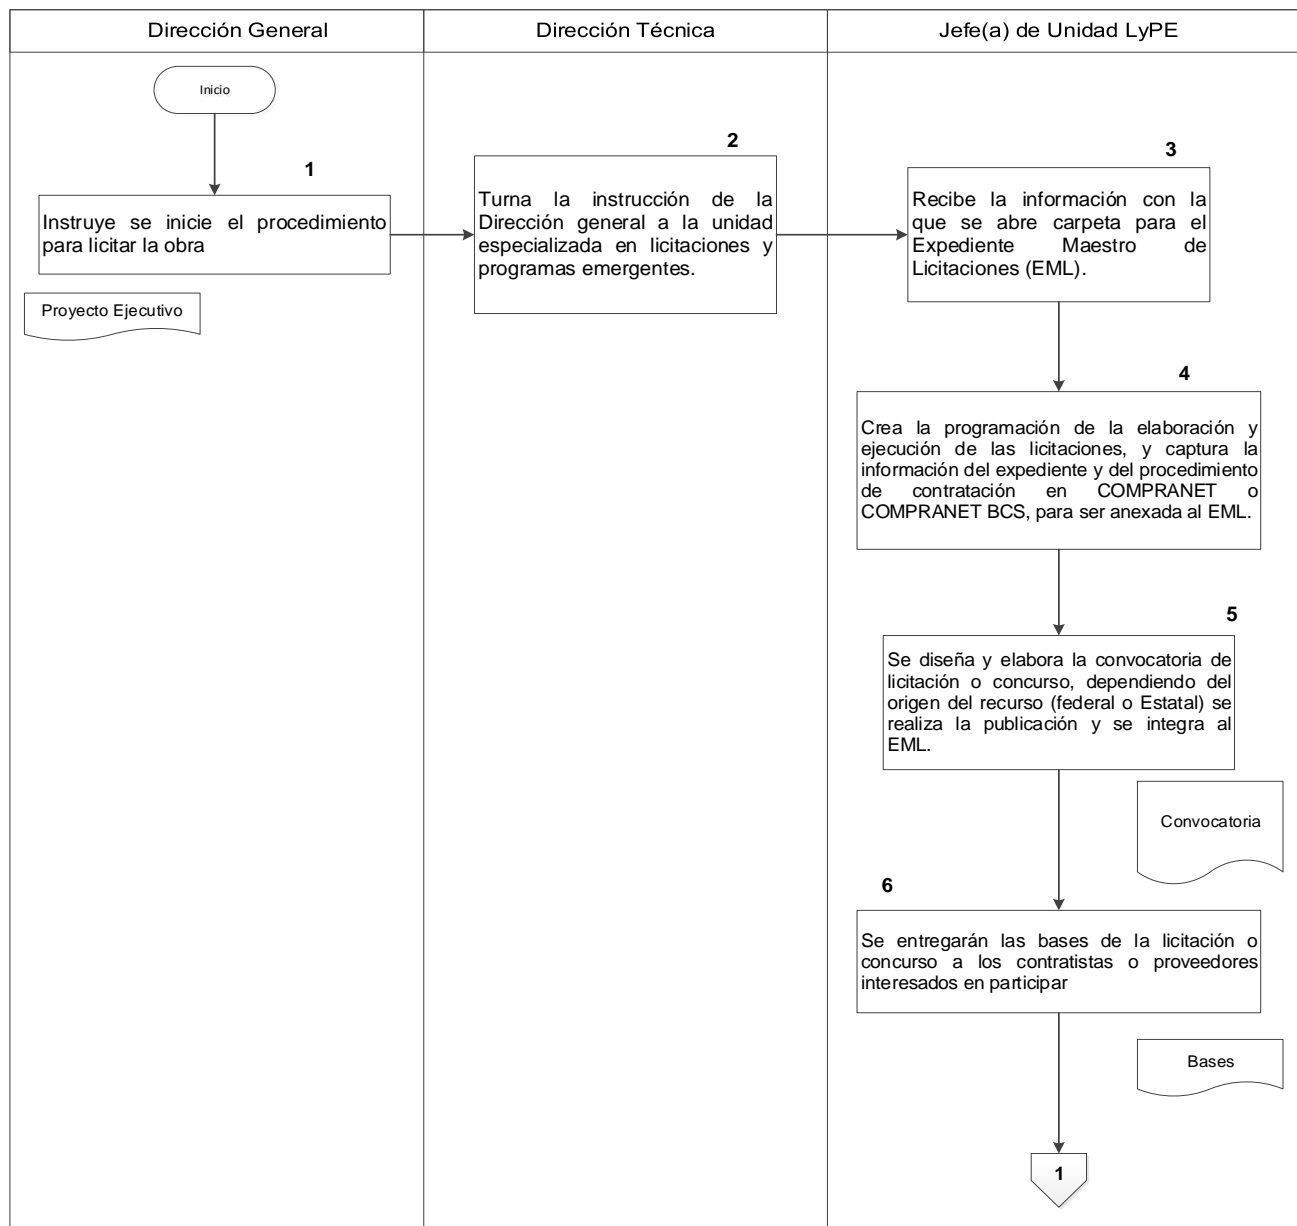 Dirección General
Dirección Técnica
Jefe(a) de Unidad LyPE
Inicio
1
Instruye se inicie el procedimiento
para licitar la obra
Proyecto Ejecutivo
2
Turna la instrucción de la
Dirección general a la unidad
especializada en licitaciones y
programas emergentes.
3
Recibe la información con la
que se abre carpeta para el
Expediente Maestro de
Licitaciones (EML).
4
Crea la programación de la elaboración y
ejecución de las licitaciones, y captura la
información del expediente y del procedimiento
de contratación en COMPRANET o
COMPRANET BCS, para ser anexada al EML.
5
Se diseña y elabora la convocatoria de
licitación o concurso, dependiendo del
origen del recurso (federal o Estatal) se
realiza la publicación y se integra al
EML.
Convocatoria
6
Se entregarán las bases de la licitación o
concurso a los contratistas o proveedores
interesados en participar
Bases
1